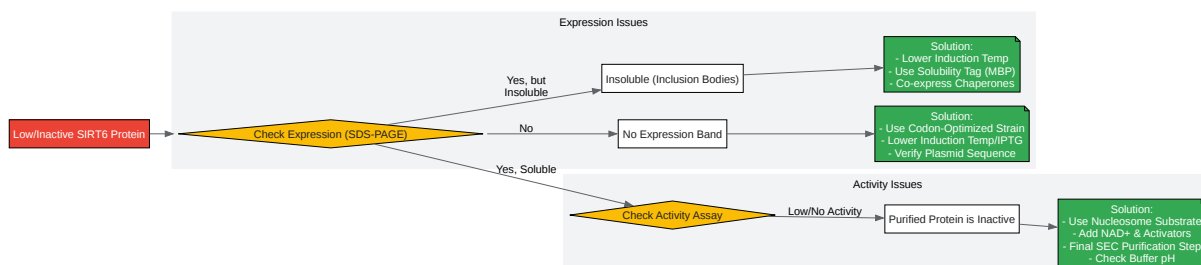 Expression Issues
Low/Inactive SIRT6 Protein
Check Expression (SDS-PAGE)
Yes, but
Insoluble
Insoluble (Inclusion Bodies)
Solution:
- Lower Induction Temp
- Use Solubility Tag (MBP)
- Co-express Chaperones
No
No Expression Band
Solution:
- Use Codon-Optimized Strain
- Lower Induction Temp/IPTG
- Verify Plasmid Sequence
Yes, Soluble
Activity Issues
Check Activity Assay
Low/No Activity
Purified Protein is Inactive
Solution:
- Use Nucleosome Substrate
- Add NAD+ & Activators
- Final SEC Purification Step
- Check Buffer pH